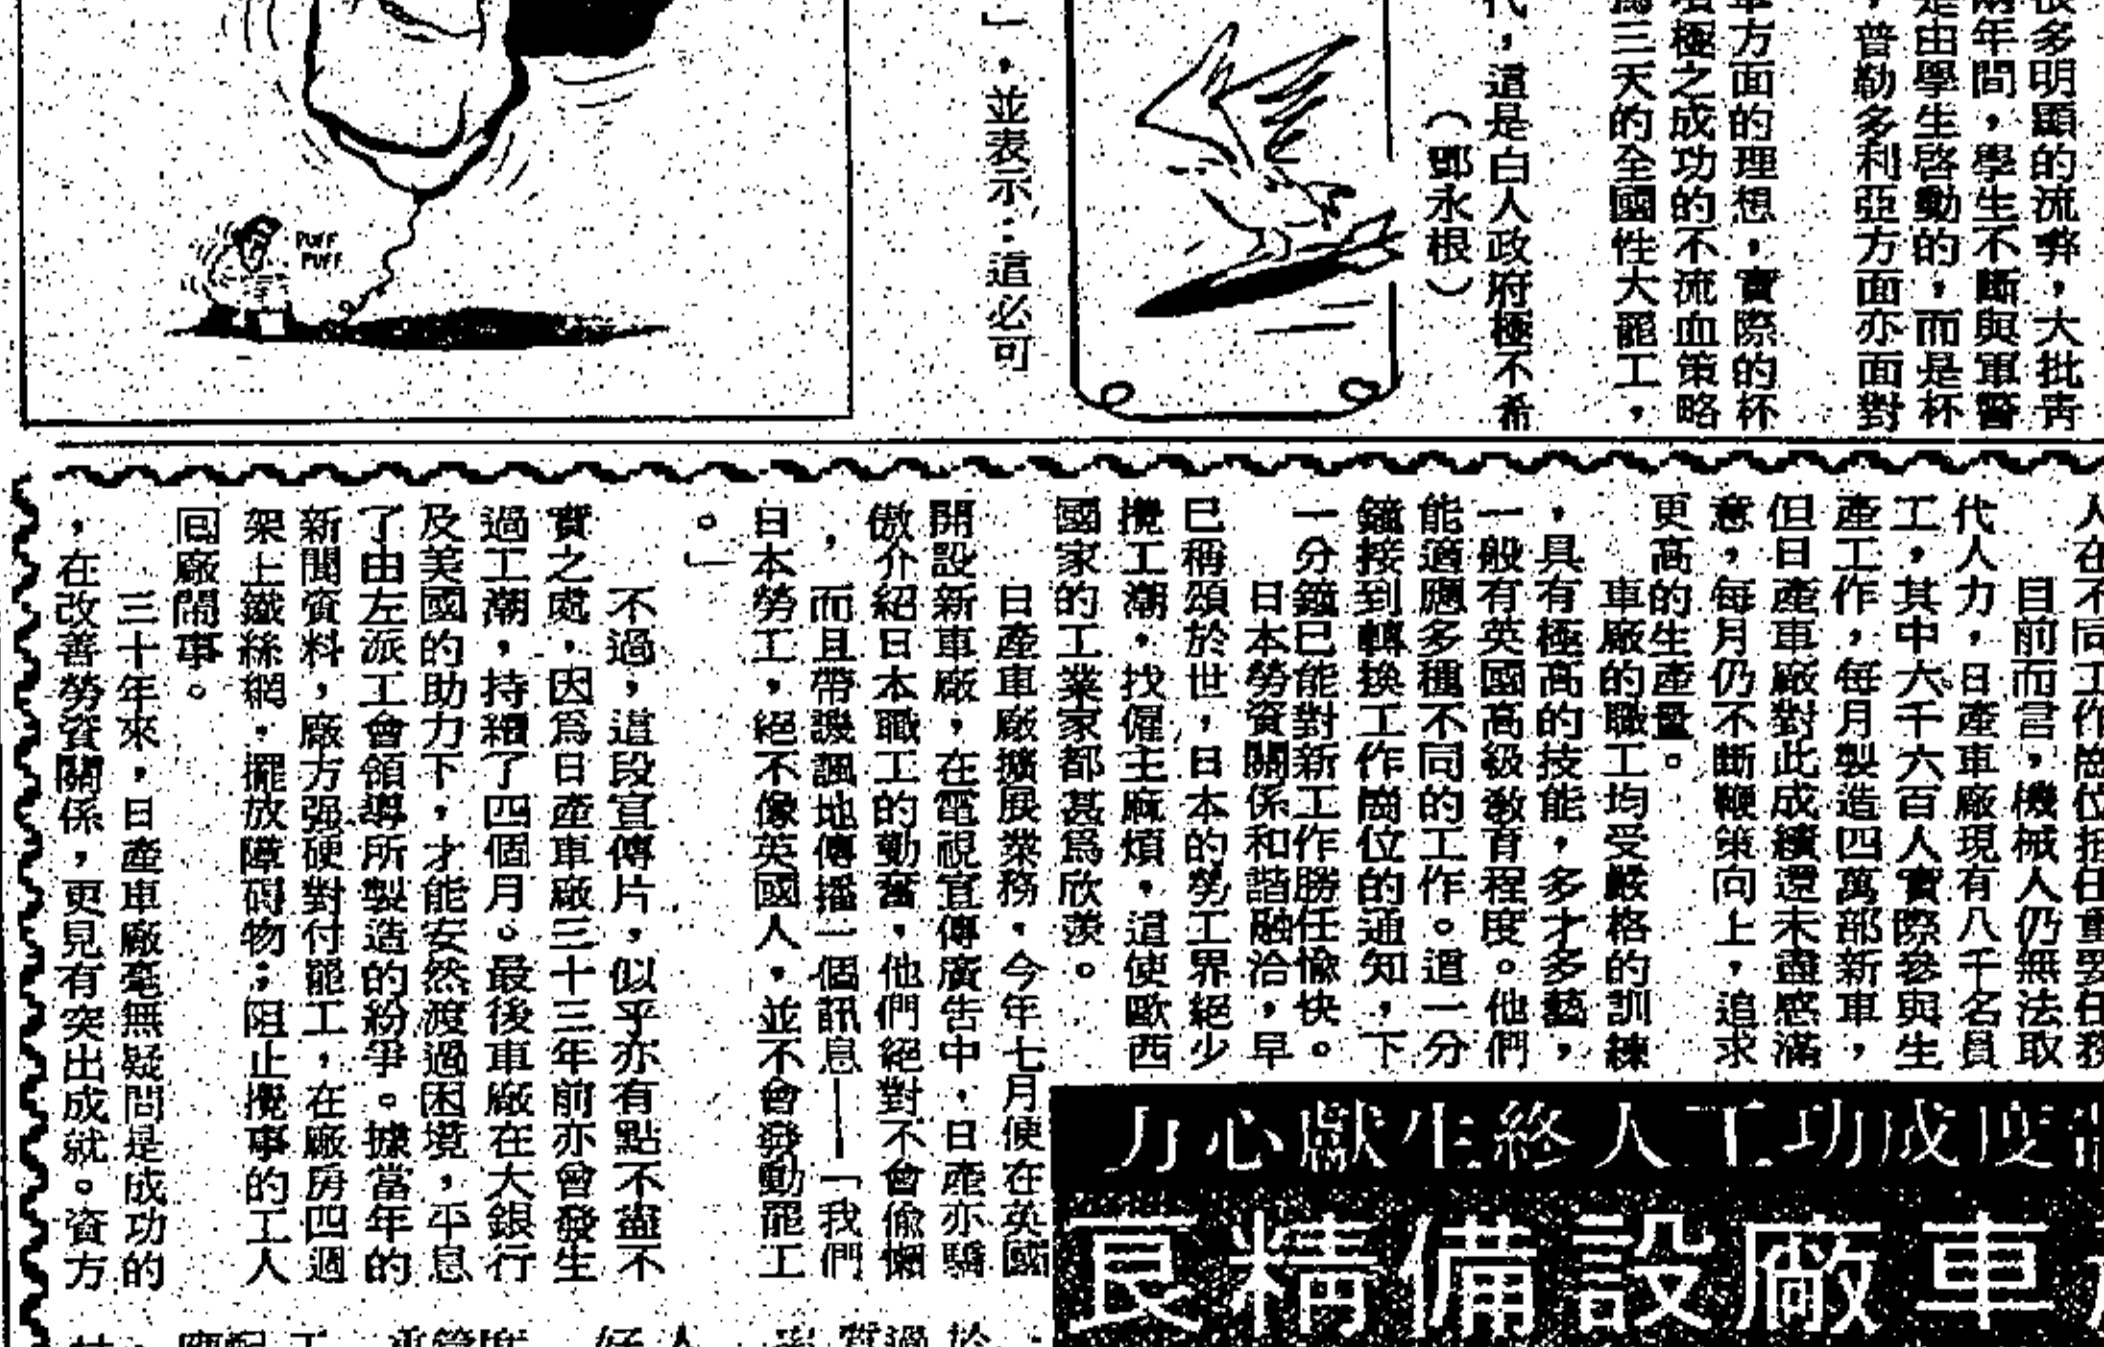 很多明顯的流弊，大批青
兩年間，學生不斷與軍警
是由學生啓動的，而是杯
，普勒多利亞方面亦面對
軍方面的理想，實際的杯
積極之成功的不流血策略
爲三天的全國性大罷工，
代，這是白人政府極不希
（鄧永根）
」，並表示：這必可
PUFF
PUFF
人在不同工作崗位担任重要任務
目前而言，機械人仍無法取
代人力，日產車廠現有八千名員
工，其中六千六百人實際參與生
產工作，每月製造四萬部新車，
但日產車廠對此成績還未盡感滿
意，每月仍不斷鞭策向上，追求
更高的生產量。
車廠的職工均受嚴格的訓練
，具有極高的技能，多才多藝，
一般有英國高級教育程度。他們
能適應多種不同的工作。這一分
鐘接到轉換工作崗位的通知，下
一分鐘已能對新工作勝任愉快。
日本勞資關係和諧融洽，早
已稱頌於世，日本的勞工界絕少
攪工潮，找僱主麻煩，這使歐西
國家的工業家都甚爲欣羨。
日產車廠擴展業務，今年七月便在英國
開設新車廠，在電視宣傳廣告中，日產亦驕
傲介紹日本職工的勤奮，他們絕對不會偷懶
，而且帶譏諷地傳播一個訊息——「我們
日本勞工，絕不像英國人，並不會發動罷工
。」
不過，這段宣傳片，似乎亦有點不盡不
實之處，因爲日產車廠三十三年前亦曾發生
過工潮，持續了四個月。最後車廠在大銀行
及美國的助力下，才能安然渡過困境，平息
了由左派工會領導所製造的紛爭。據當年的
新聞資料，廠方强硬對付罷工，在廠房四週
架上鐵絲網，擺放障碍物；阻止攪事的工人
囘廠鬧事。
三十年來，日產車廠毫無疑問是成功的
，在改善勞資關係，更見有突出成就。資方
度成功工人終生獻心力
車廠設備精良